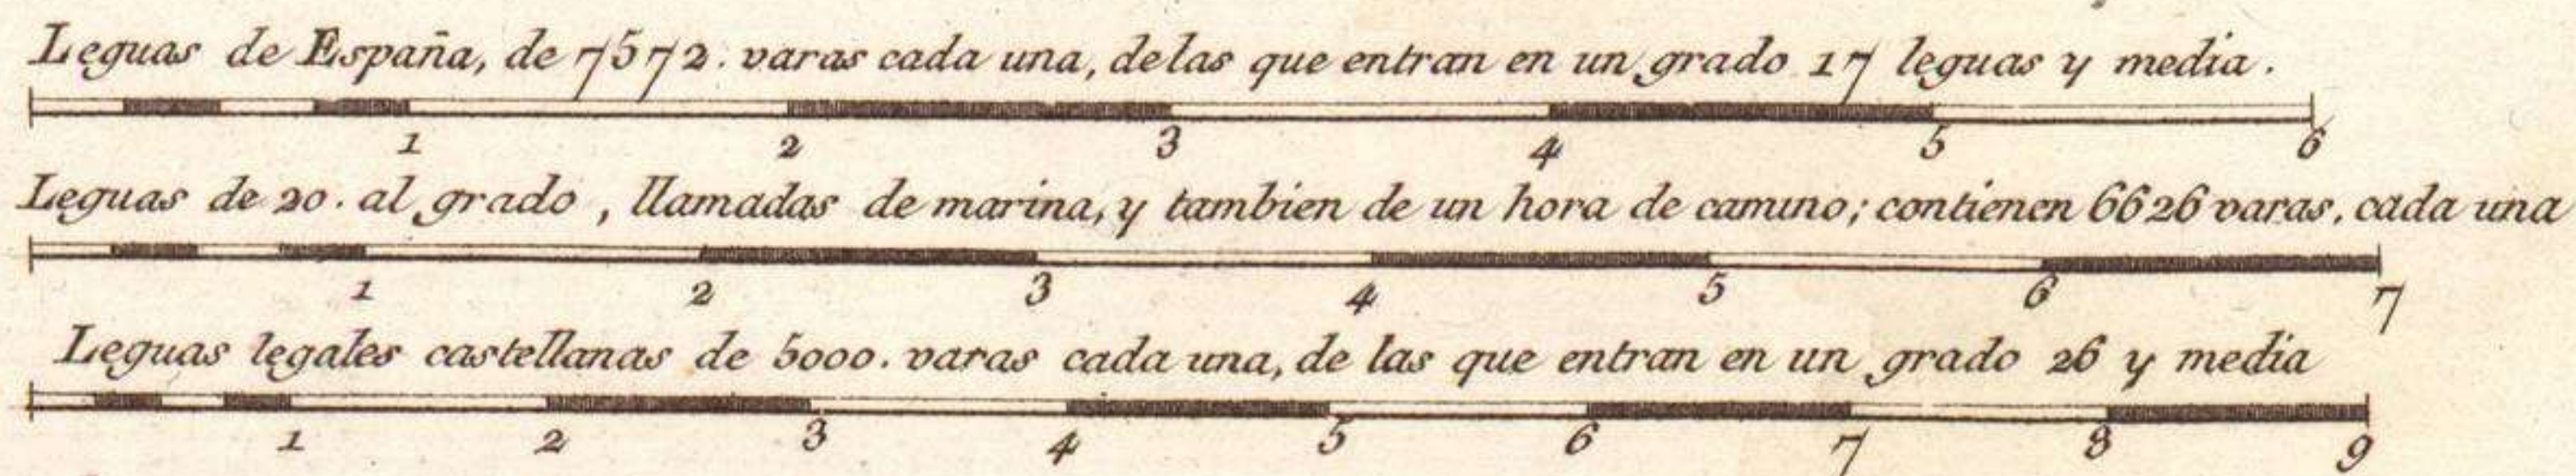 Leguas de España, de 7572. varas cada una, de las que entran en un grado 17 leguas y media.
1 2 3 4 5 6
Leguas de 20. al grado, llamadas de marina, y tambien de un hora de camino; contienen 6626 varas. cada una
1 2 3 4 5 6 7
Leguas legales castellanas de 5000. varas cada una, de las que entran en un grado 26 y media
1 2 3 4 5 6 7 8 9